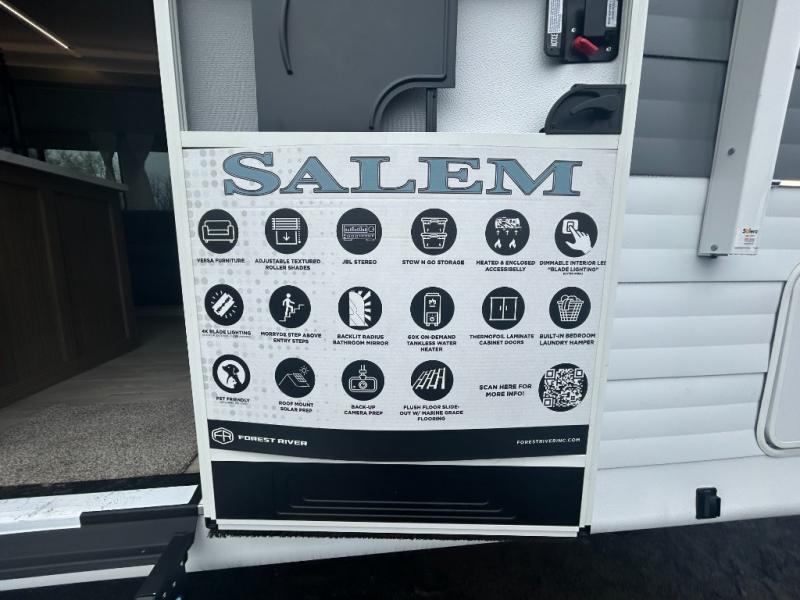 SALEM
VERSA FURNITURE
ADJUSTABLE TEXTURED
ROLLER SHADES
JBL STEREO
STOW N GO STORAGE
HEATED & ENCLOSED
ACCESSIBELLY
DIMMABLE INTERIOR LED
"BLADE LIGHTING"
4K BLADE LIGHTING
MORRYDE STEP ABOVE
ENTRY STEPS
BACKLIT RADIUS
BATHROOM MIRROR
60K ON-DEMAND
TANKLESS WATER
HEATER
THERMOFOIL LAMINATE
CABINET DOORS
BUILT-IN BEDROOM
LAUNDRY HAMPER
PET FRIENDLY
ROOF MOUNT
SOLAR PREP
BACK-UP
CAMERA PREP
FLUSH FLOOR SLIDE-
OUT W/ MARINE GRADE
FLOORING
SCAN HERE FOR
MORE INFO!
FR FOREST RIVER
FORESTRIVERINC.COM